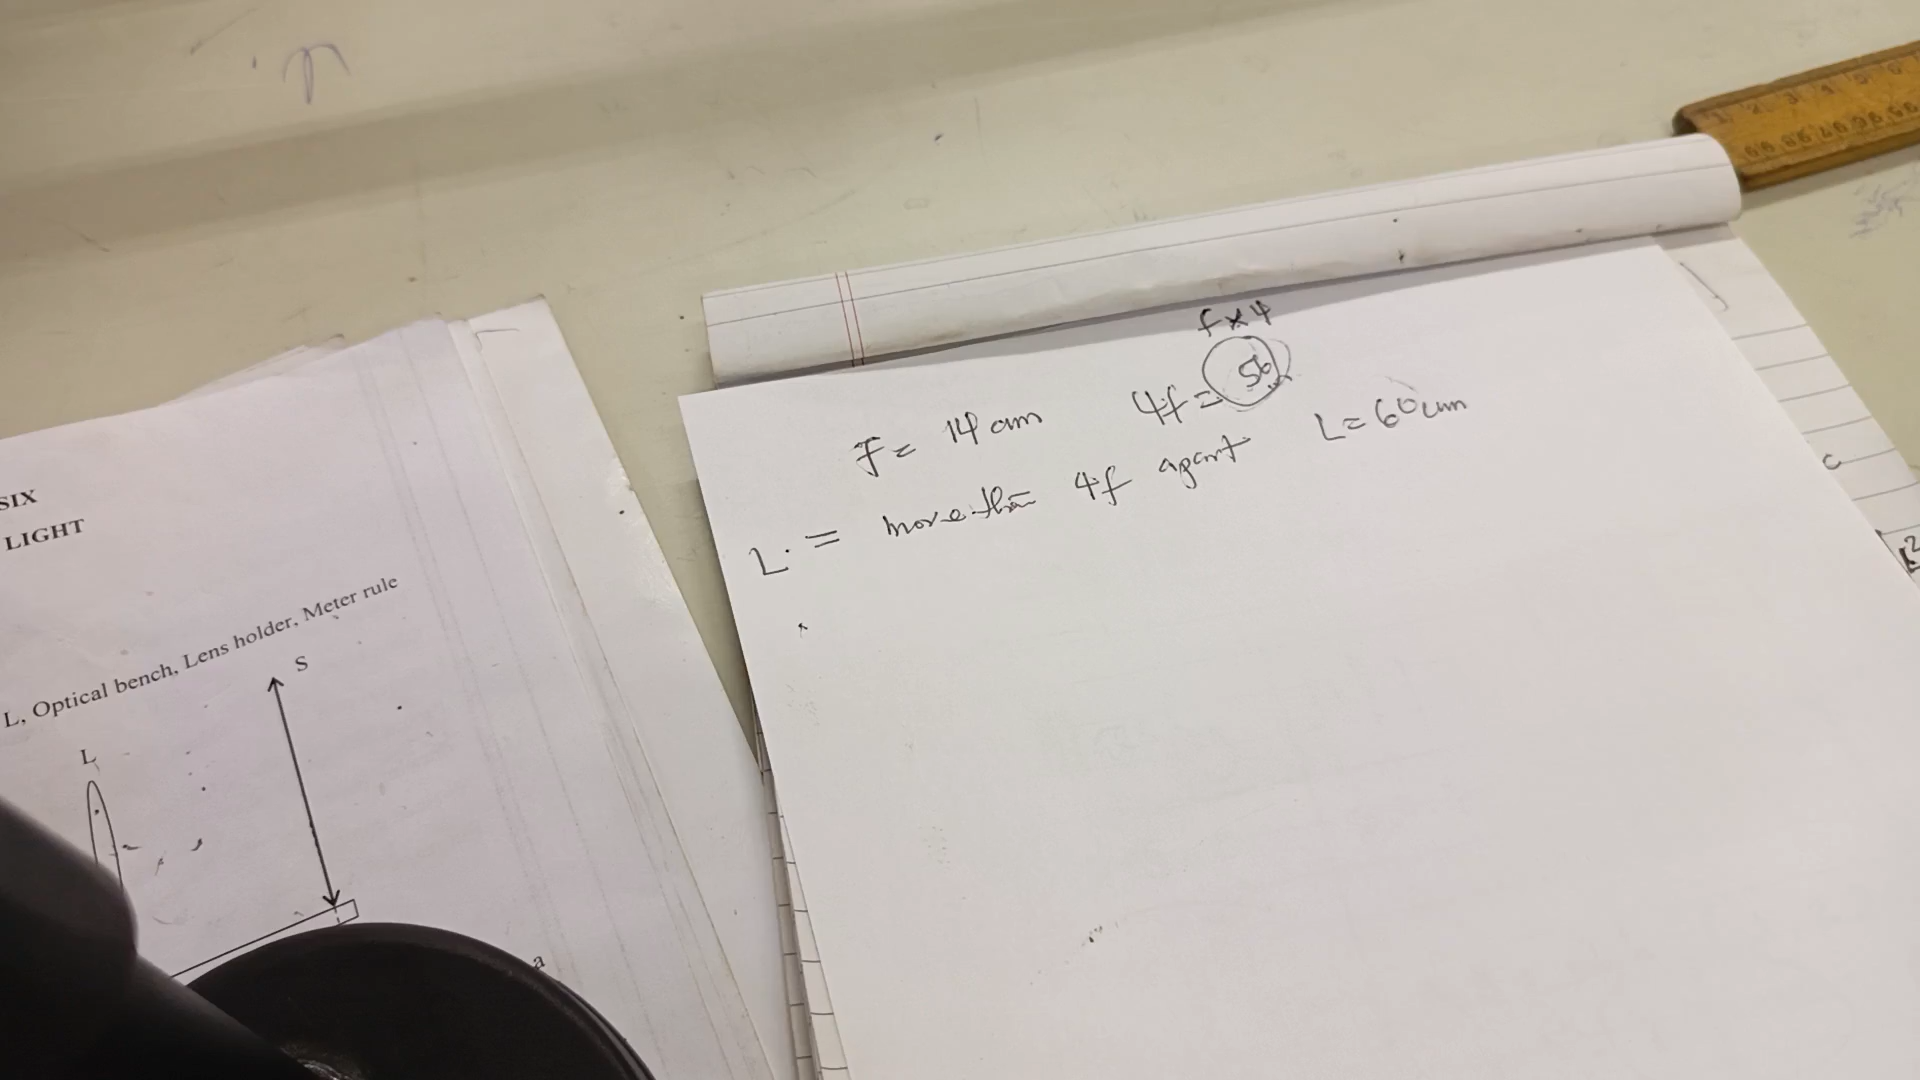 SIX
LIGHT
L, Optical bench, Lens holder, Meter rule
S
L
a
f x 4
F = 14 cm 4f = 56 L = 60 cm
L = more than 4f apart
c